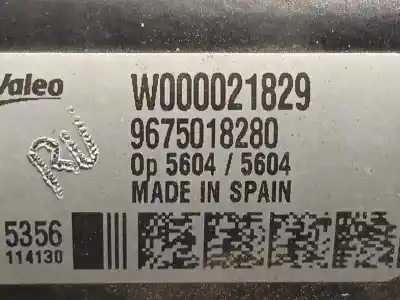 Valeo
W000021829
9675018280
Op 5604 / 5604
MADE IN SPAIN
5356
114130